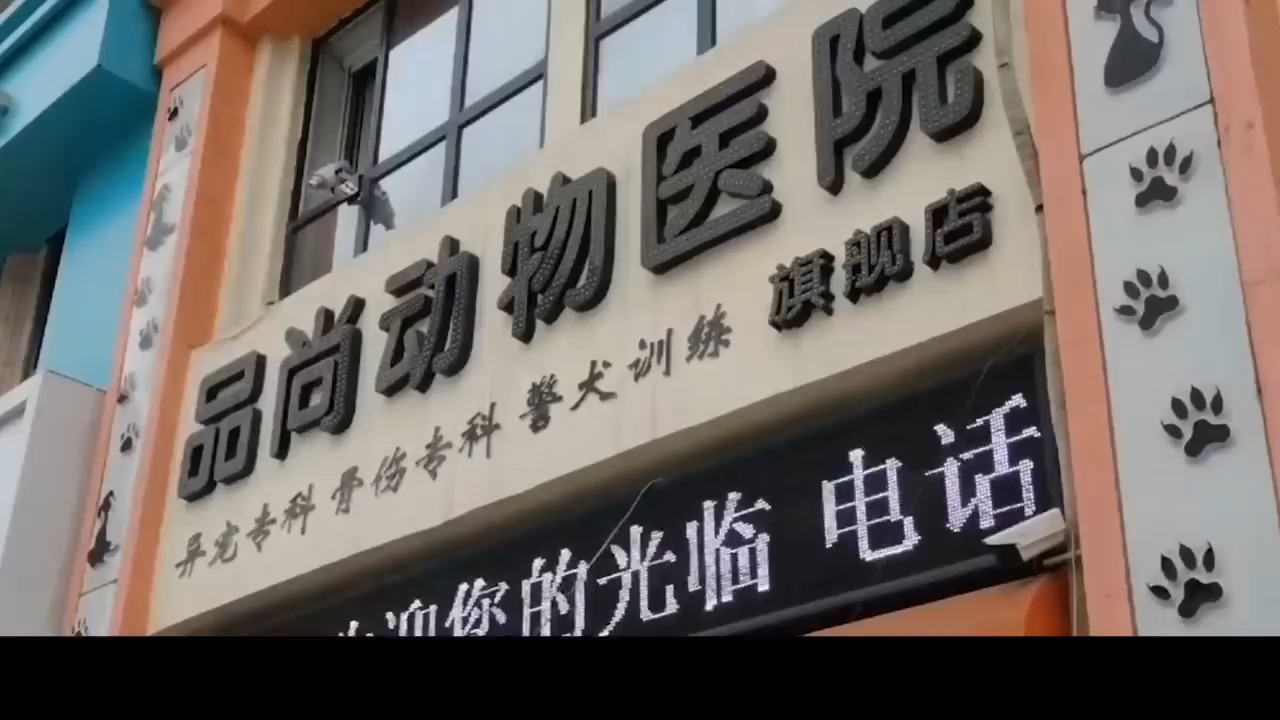 品尚动物医院
旗舰店
异宠专科 骨伤专科 警犬训练
欢迎你的光临 电话